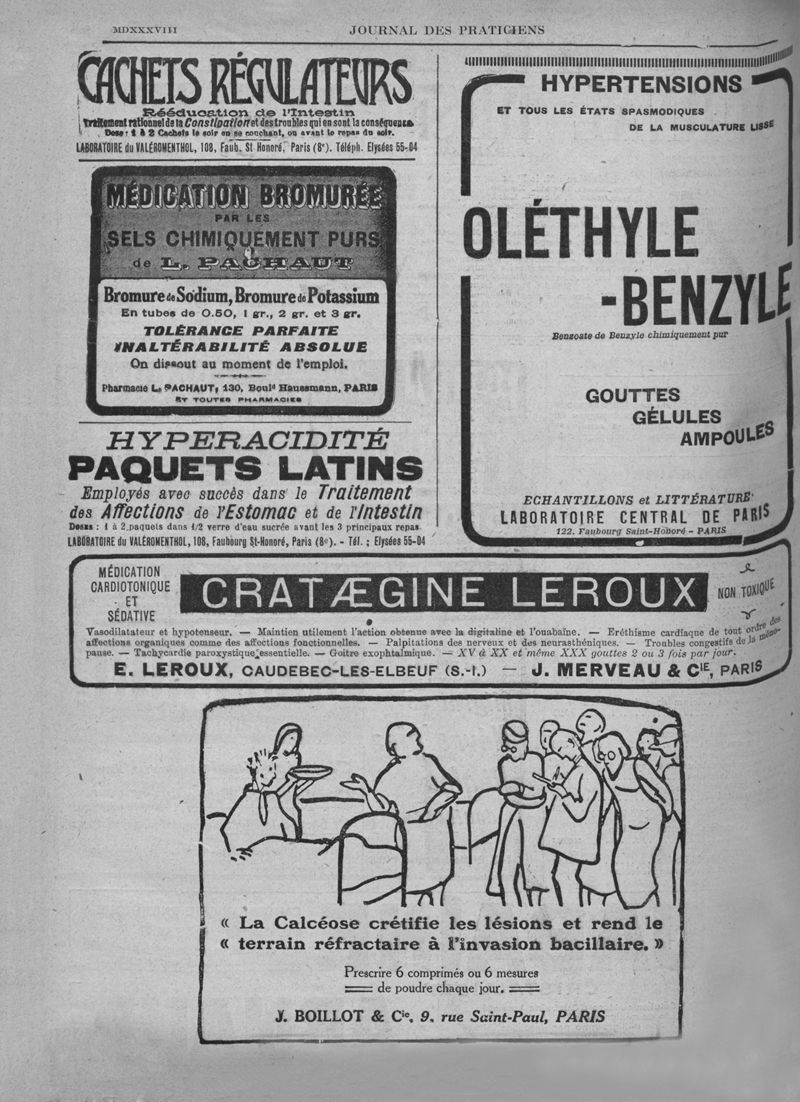 MDXXXVIII
JOURNAL DES PRATICIENS
CACHETS RÉGULATEURS
Rééducation de l'Intestin
Traitement rationnel de la Constipation et des troubles qui en sont la conséquence
Dose: 1 à 2 Cachets le soir en se couchant, ou avant le repas du soir.
LABORATOIRE du VALÉROMENTHOL, 108, Faub. St Honoré, Paris (8e). Téléph. Elysées 55-04
MÉDICATION BROMURÉE
PAR LES
SELS CHIMIQUEMENT PURS
de L. PACHAUT
Bromure de Sodium, Bromure de Potassium
En tubes de 0.50, 1 gr., 2 gr. et 3 gr.
TOLÉRANCE PARFAITE
INALTÉRABILITÉ ABSOLUE
On dissout au moment de l'emploi.
Pharmacie L. PACHAUT, 130, Boulᵈ Haussmann, PARIS
ET TOUTES PHARMACIES
HYPERACIDITÉ
PAQUETS LATINS
Employés avec succès dans le Traitement
des Affections de l'Estomac et de l'Intestin
Doses : 1 à 2 paquets dans 1/2 verre d'eau sucrée avant les 3 principaux repas
LABORATOIRE du VALÉROMENTHOL, 108, Faubourg St-Honoré, Paris (8e). - Tél. ; Elysées 55-04
HYPERTENSIONS
ET TOUS LES ÉTATS SPASMODIQUES
DE LA MUSCULATURE LISSE
OLÉTHYLE
-BENZYLE
Benzoate de Benzyle chimiquement pur
GOUTTES
GÉLULES
AMPOULES
ECHANTILLONS et LITTÉRATURE:
LABORATOIRE CENTRAL DE PARIS
122, Faubourg Saint-Honoré - PARIS
MÉDICATION
CARDIOTONIQUE
ET
SÉDATIVE
CRATÆGINE LEROUX
NON TOXIQUE
Vasodilatateur et hypotenseur. — Maintien utilement l'action obtenue avec la digitaline et l'ouabaïne. — Eréthisme cardíaque de tout ordre des
affections organiques comme des affections fonctionnelles. — Palpitations des nerveux et des neurasthéniques. — Troubles congestifs de la méno-
pause. — Tachycardie paroxystique essentielle. — Goitre exophtalmique. — XV à XX et même XXX gouttes 2 ou 3 fois par jour.
E. LEROUX, CAUDEBEC-LES-ELBEUF (S.-I.) — J. MERVEAU & CIE, PARIS
« La Calcéose crétifie les lésions et rend le
« terrain réfractaire à l'invasion bacillaire. »
Prescrire 6 comprimés ou 6 mesures
de poudre chaque jour.
J. BOILLOT & Cie, 9, rue Saint-Paul, PARIS